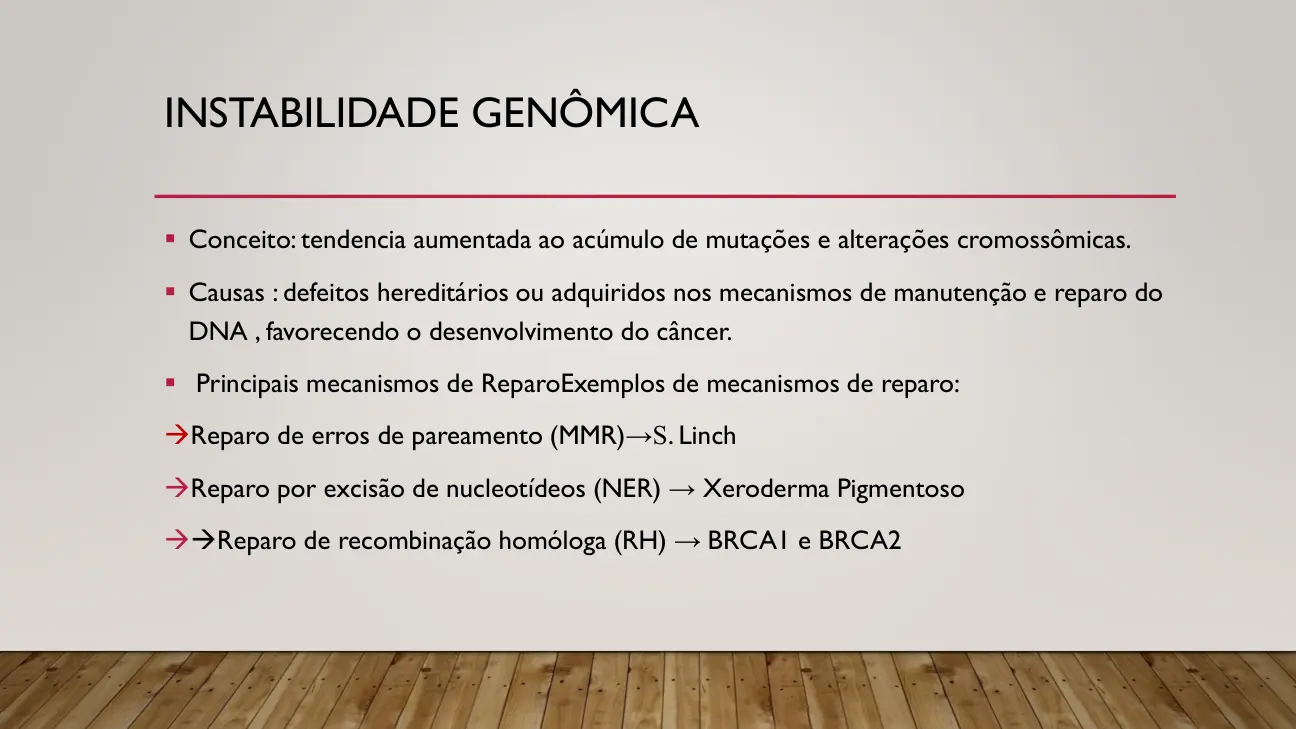 INSTABILIDADE GENÔMICA
▪ Conceito: tendencia aumentada ao acúmulo de mutações e alterações cromossômicas.
▪ Causas : defeitos hereditários ou adquiridos nos mecanismos de manutenção e reparo do
DNA , favorecendo o desenvolvimento do câncer.
▪ Principais mecanismos de ReparoExemplos de mecanismos de reparo:
→Reparo de erros de pareamento (MMR)→S. Linch
→Reparo por excisão de nucleotídeos (NER) → Xeroderma Pigmentoso
→→Reparo de recombinação homóloga (RH) → BRCA1 e BRCA2